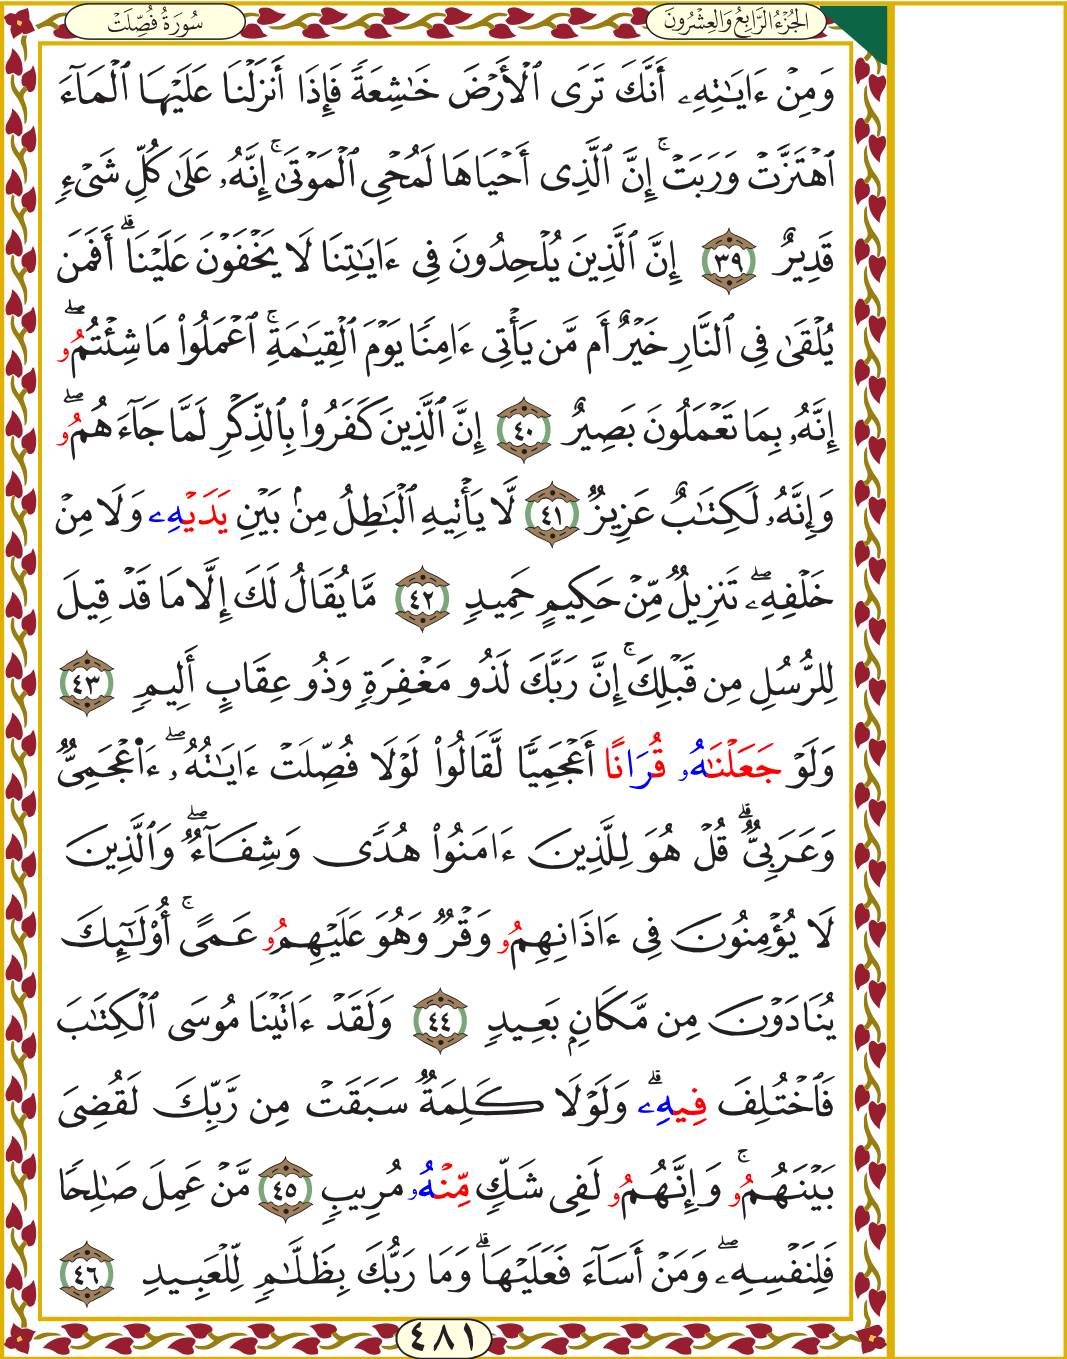 الجُزْءُ الرَّابِعُ وَالعِشْرُونَ
سُورَةُ فُصِّلَت
وَمِنْ ءَايَـٰتِهِۦٓ أَنَّكَ تَرَى ٱلْأَرْضَ خَـٰشِعَةً فَإِذَآ أَنزَلْنَا عَلَيْهَا ٱلْمَآءَ
ٱهْتَزَّتْ وَرَبَتْ ۚ إِنَّ ٱلَّذِى أَحْيَاهَا لَمُحْىِ ٱلْمَوْتَىٰ ۚ إِنَّهُۥ عَلَىٰ كُلِّ شَىْءٍ
قَدِيرٌ ٣٩ إِنَّ ٱلَّذِينَ يُلْحِدُونَ فِى ءَايَـٰتِنَا لَا يَخْفَوْنَ عَلَيْنَا ۗ أَفَمَن
يُلْقَىٰ فِى ٱلنَّارِ خَيْرٌ أَم مَّن يَأْتِى ءَامِنًا يَوْمَ ٱلْقِيَـٰمَةِ ۚ ٱعْمَلُوا۟ مَا شِئْتُمُۥ ۖ
إِنَّهُۥ بِمَا تَعْمَلُونَ بَصِيرٌ ٤٠ إِنَّ ٱلَّذِينَ كَفَرُوا۟ بِٱلذِّكْرِ لَمَّا جَآءَهُمُۥ ۖ
وَإِنَّهُۥ لَكِتَـٰبٌ عَزِيزٌ ٤١ لَّا يَأْتِيهِ ٱلْبَـٰطِلُ مِنۢ بَيْنِ يَدَيْهِۦ وَلَا مِنْ
خَلْفِهِۦ ۖ تَنزِيلٌ مِّنْ حَكِيمٍ حَمِيدٍ ٤٢ مَّا يُقَالُ لَكَ إِلَّا مَا قَدْ قِيلَ
لِلرُّسُلِ مِن قَبْلِكَ ۚ إِنَّ رَبَّكَ لَذُو مَغْفِرَةٍ وَذُو عِقَابٍ أَلِيمٍ ٤٣
وَلَوْ جَعَلْنَـٰهُۥ قُرَانًا أَعْجَمِيًّا لَّقَالُوا۟ لَوْلَا فُصِّلَتْ ءَايَـٰتُهُۥٓ ۖ ءَا۬عْجَمِىٌّ
وَعَرَبِىٌّ ۗ قُلْ هُوَ لِلَّذِينَ ءَامَنُوا۟ هُدًى وَشِفَآءٌ ۖ وَٱلَّذِينَ
لَا يُؤْمِنُونَ فِى ءَاذَانِهِمُۥ وَقْرٌ وَهُوَ عَلَيْهِمُۥ عَمًى ۚ أُو۟لَـٰٓئِكَ
يُنَادَوْنَ مِن مَّكَانٍۭ بَعِيدٍ ٤٤ وَلَقَدْ ءَاتَيْنَا مُوسَى ٱلْكِتَـٰبَ
فَٱخْتُلِفَ فِيهِۦ ۗ وَلَوْلَا كَلِمَةٌ سَبَقَتْ مِن رَّبِّكَ لَقُضِىَ
بَيْنَهُمُۥ ۚ وَإِنَّهُمُۥ لَفِى شَكٍّ مِّنْهُۥ مُرِيبٍ ٤٥ مَّنْ عَمِلَ صَـٰلِحًا
فَلِنَفْسِهِۦ ۖ وَمَنْ أَسَآءَ فَعَلَيْهَا ۗ وَمَا رَبُّكَ بِظَلَّـٰمٍ لِّلْعَبِيدِ ٤٦
٤٨١